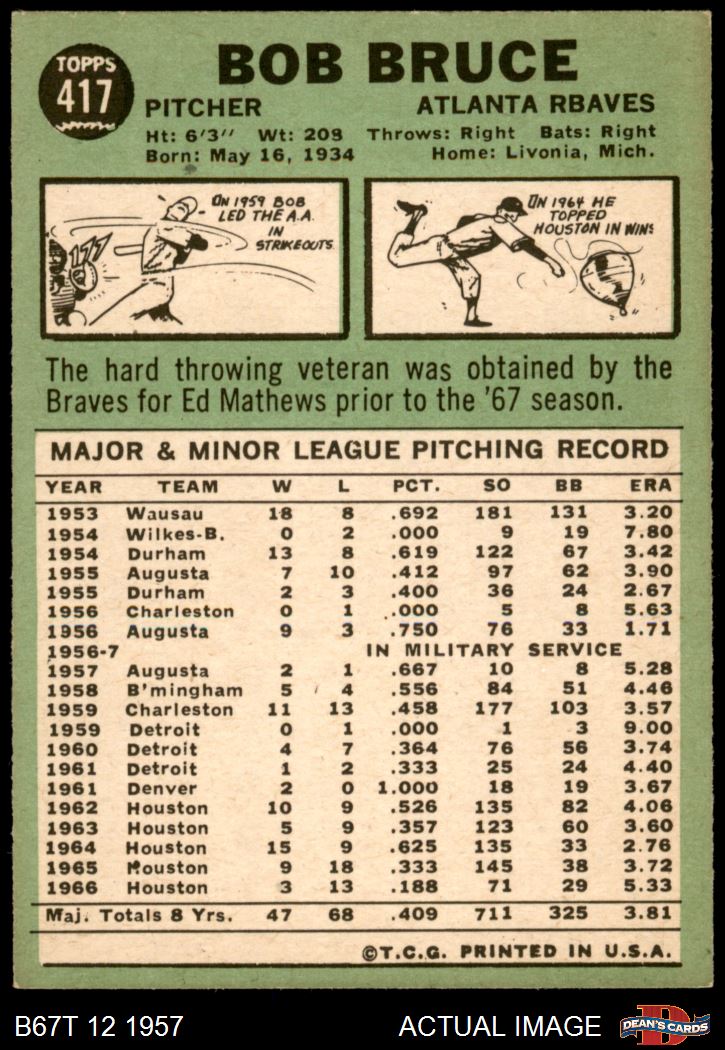 TOPPS
417
BOB BRUCE
PITCHER ATLANTA RBAVES
Ht: 6'3" Wt: 208 Throws: Right Bats: Right
Born: May 16, 1934 Home: Livonia, Mich.
IN 1959 BOB
LED THE A.A.
IN
STRIKEOUTS.
177
IN 1964 HE
TOPPED
HOUSTON IN WINS
The hard throwing veteran was obtained by the
Braves for Ed Mathews prior to the '67 season.
MAJOR & MINOR LEAGUE PITCHING RECORD
YEAR TEAM W L PCT. SO BB ERA
1953 Wausau 18 8 .692 181 131 3.20
1954 Wilkes-B. 0 2 .000 9 19 7.80
1954 Durham 13 8 .619 122 67 3.42
1955 Augusta 7 10 .412 97 62 3.90
1955 Durham 2 3 .400 36 24 2.67
1956 Charleston 0 1 .000 5 8 5.63
1956 Augusta 9 3 .750 76 33 1.71
1956-7 IN MILITARY SERVICE
1957 Augusta 2 1 .667 10 8 5.28
1958 B'mingham 5 4 .556 84 51 4.46
1959 Charleston 11 13 .458 177 103 3.57
1959 Detroit 0 1 .000 1 3 9.00
1960 Detroit 4 7 .364 76 56 3.74
1961 Detroit 1 2 .333 25 24 4.40
1961 Denver 2 0 1.000 18 19 3.67
1962 Houston 10 9 .526 135 82 4.06
1963 Houston 5 9 .357 123 60 3.60
1964 Houston 15 9 .625 135 33 2.76
1965 Houston 9 18 .333 145 38 3.72
1966 Houston 3 13 .188 71 29 5.33
Maj. Totals 8 Yrs. 47 68 .409 711 325 3.81
©T.C.G. PRINTED IN U.S.A.
B67T 12 1957 ACTUAL IMAGE
D
DEAN'S CARDS